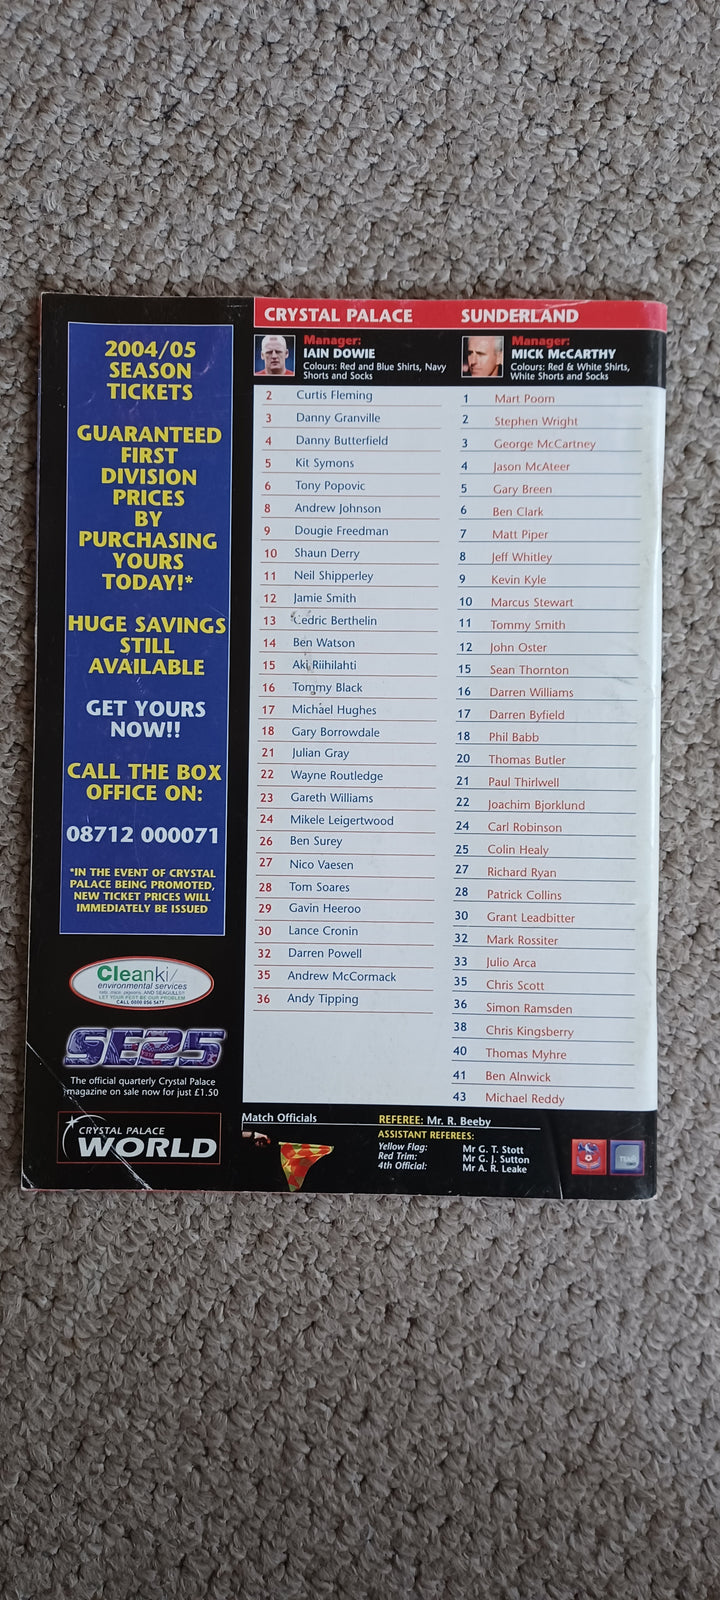 2004/05
SEASON
TICKETS
GUARANTEED
FIRST
DIVISION
PRICES
BY
PURCHASING
YOURS
TODAY!*
HUGE SAVINGS
STILL
AVAILABLE
GET YOURS
NOW!!
CALL THE BOX
OFFICE ON:
08712 000071
*IN THE EVENT OF CRYSTAL
PALACE BEING PROMOTED,
NEW TICKET PRICES WILL
IMMEDIATELY BE ISSUED
Cleanki/
environmental services
rats, mice, pigeons, AND SEAGULLS!!
LET YOUR PEST BE OUR PROBLEM
CALL 0800 056 5477
SE25
The official quarterly Crystal Palace
magazine on sale now for just £1.50
CRYSTAL PALACE
WORLD
CRYSTAL PALACE
Manager:
IAIN DOWIE
Colours: Red and Blue Shirts, Navy
Shorts and Socks
2 Curtis Fleming
3 Danny Granville
4 Danny Butterfield
5 Kit Symons
6 Tony Popovic
8 Andrew Johnson
9 Dougie Freedman
10 Shaun Derry
11 Neil Shipperley
12 Jamie Smith
13 Cedric Berthelin
14 Ben Watson
15 Aki Riihilahti
16 Tommy Black
17 Michael Hughes
18 Gary Borrowdale
21 Julian Gray
22 Wayne Routledge
23 Gareth Williams
24 Mikele Leigertwood
26 Ben Surey
27 Nico Vaesen
28 Tom Soares
29 Gavin Heeroo
30 Lance Cronin
32 Darren Powell
35 Andrew McCormack
36 Andy Tipping
SUNDERLAND
Manager:
MICK McCARTHY
Colours: Red & White Shirts,
White Shorts and Socks
1 Mart Poom
2 Stephen Wright
3 George McCartney
4 Jason McAteer
5 Gary Breen
6 Ben Clark
7 Matt Piper
8 Jeff Whitley
9 Kevin Kyle
10 Marcus Stewart
11 Tommy Smith
12 John Oster
15 Sean Thornton
16 Darren Williams
17 Darren Byfield
18 Phil Babb
20 Thomas Butler
21 Paul Thirlwell
22 Joachim Bjorklund
24 Carl Robinson
25 Colin Healy
27 Richard Ryan
28 Patrick Collins
30 Grant Leadbitter
32 Mark Rossiter
33 Julio Arca
35 Chris Scott
36 Simon Ramsden
38 Chris Kingsberry
40 Thomas Myhre
41 Ben Alnwick
43 Michael Reddy
Match Officials
REFEREE: Mr. R. Beeby
ASSISTANT REFEREES:
Yellow Flag: Mr G. T. Stott
Red Trim: Mr G. J. Sutton
4th Official: Mr A. R. Leake